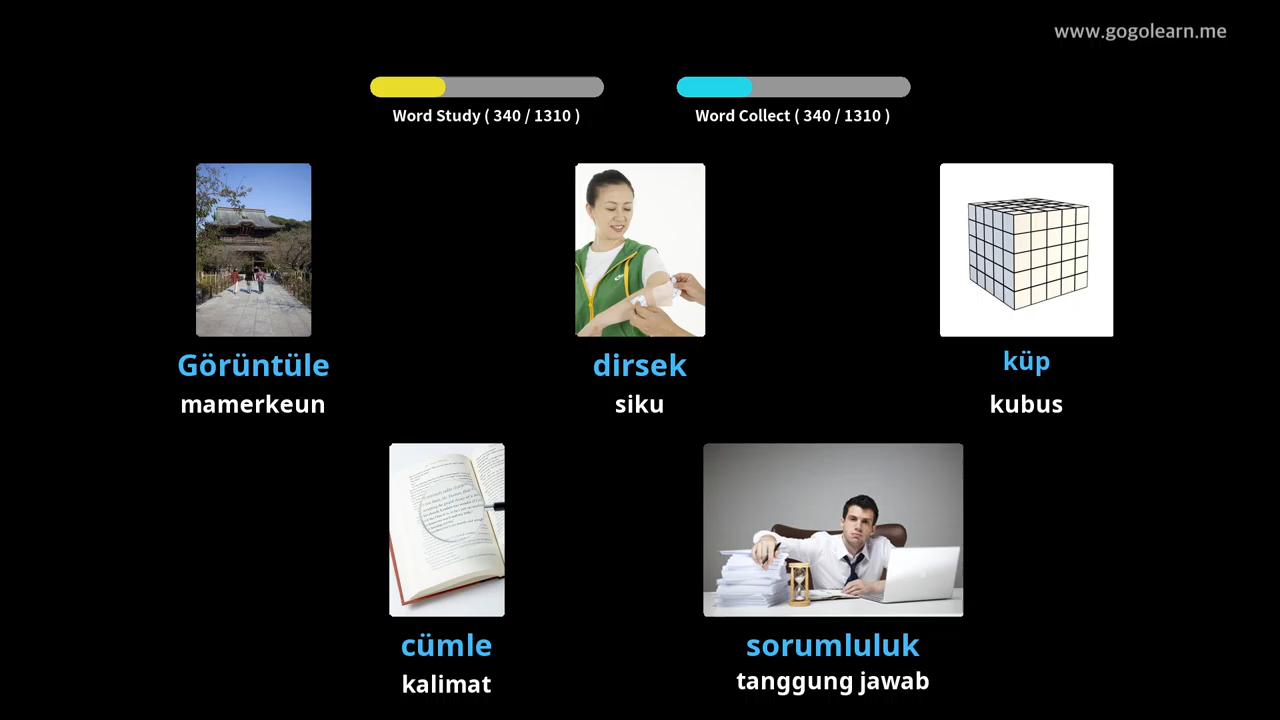 www.gogolearn.me
Word Study ( 340 / 1310 )
Word Collect ( 340 / 1310 )
Görüntüle
mamerkeun
dirsek
siku
küp
kubus
cümle
kalimat
sorumluluk
tanggung jawab